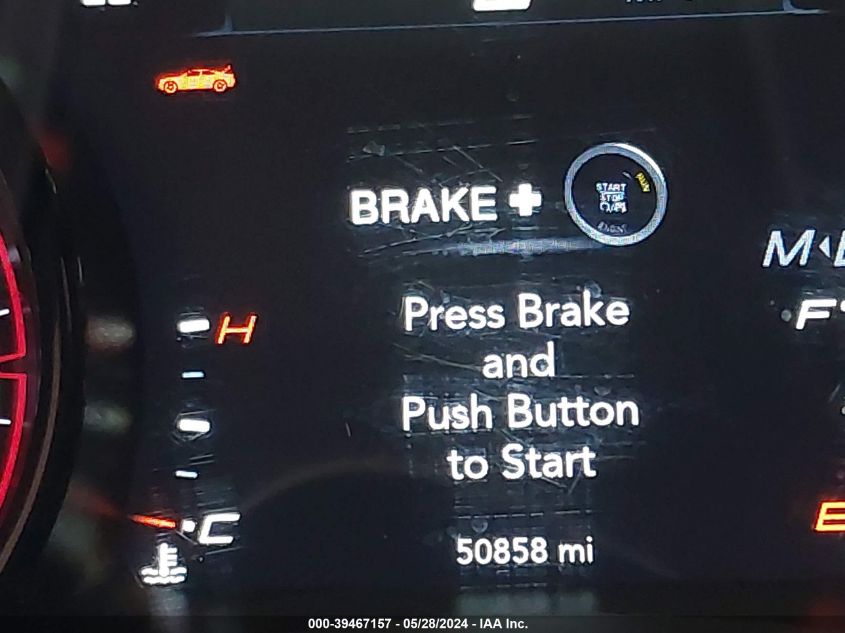 BRAKE + START STOP
ENGINE
H
Press Brake
and
Push Button
to Start
C
50858 mi
000-39467157 - 05/28/2024 - IAA Inc.